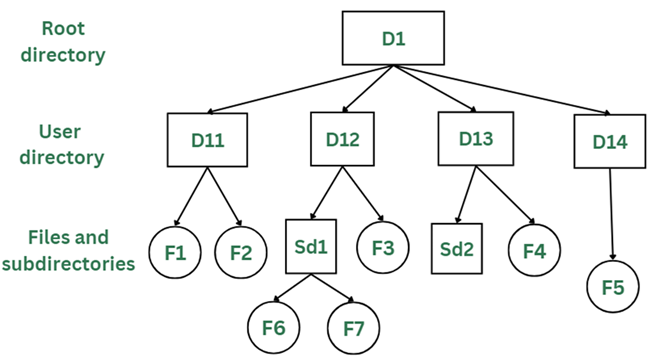 Root
directory
D1
User
directory
D11
D12
D13
D14
Files and
subdirectories
F1
F2
Sd1
F3
Sd2
F4
F5
F6
F7